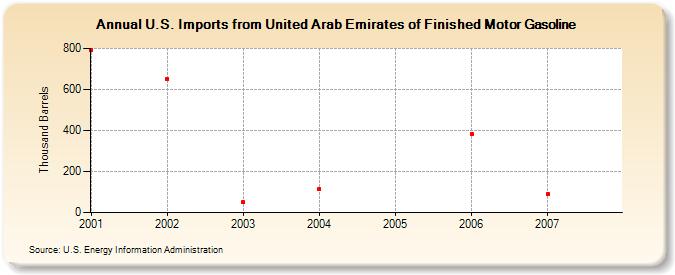 Annual U.S. Imports from United Arab Emirates of Finished Motor Gasoline
Thousand Barrels
800
600
400
200
0
2001 2002 2003 2004 2005 2006 2007
Source: U.S. Energy Information Administration